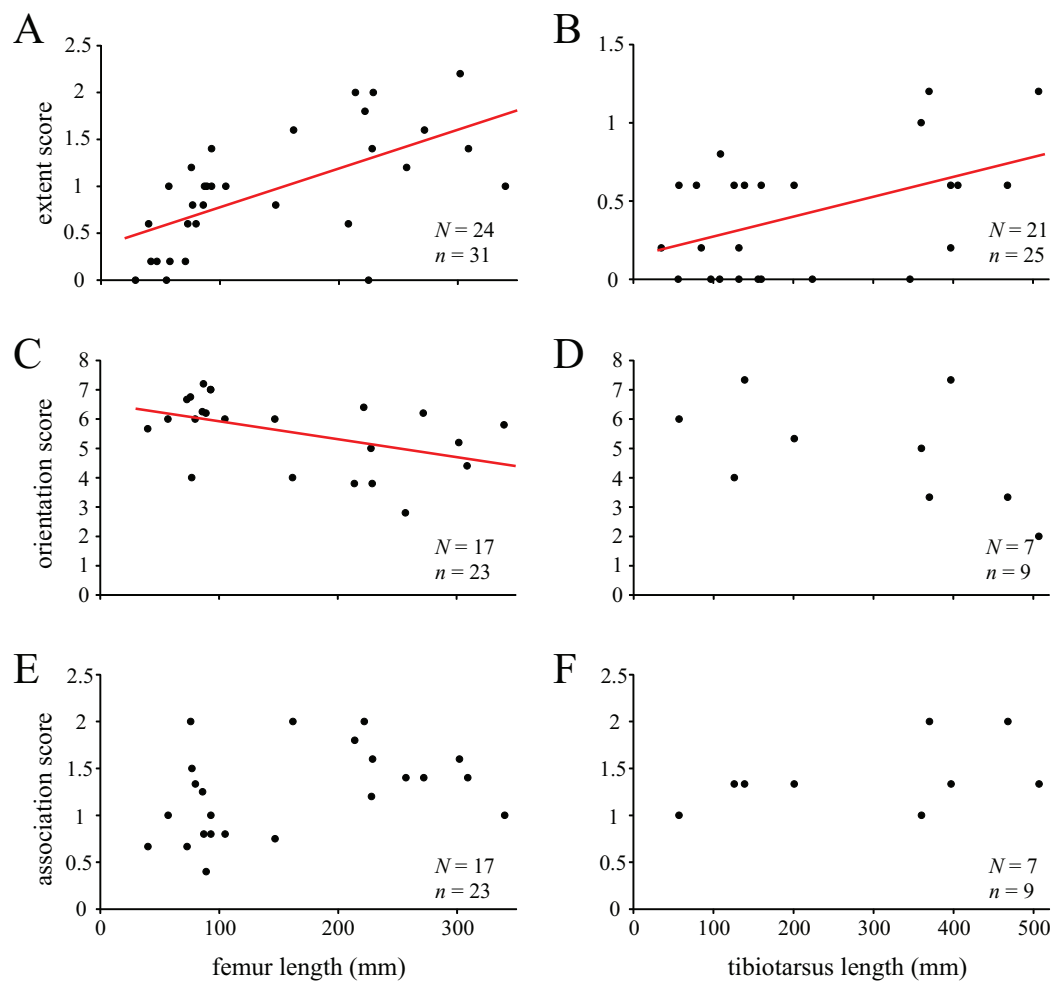 A
extent score
2.5
2
1.5
1
0.5
0
N = 24
n = 31
B
1.5
1
0.5
0
N = 21
n = 25
C
orientation score
8
7
6
5
4
3
2
1
0
N = 17
n = 23
D
8
7
6
5
4
3
2
1
0
N = 7
n = 9
E
association score
2.5
2
1.5
1
0.5
0
N = 17
n = 23
0 100 200 300
femur length (mm)
F
2.5
2
1.5
1
0.5
0
N = 7
n = 9
0 100 200 300 400 500
tibiotarsus length (mm)